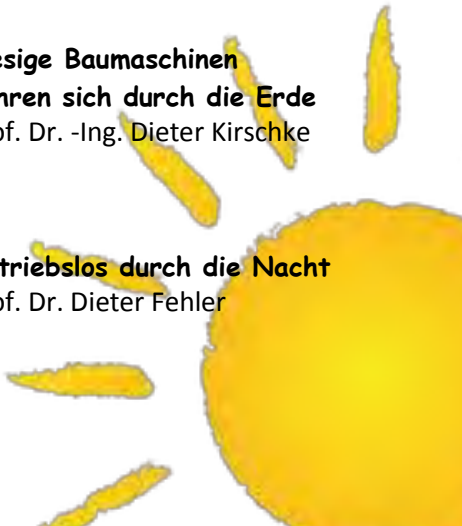 esige Baumaschinen
hren sich durch die Erde
of. Dr. -Ing. Dieter Kirschke
triebslos durch die Nacht
of. Dr. Dieter Fehler